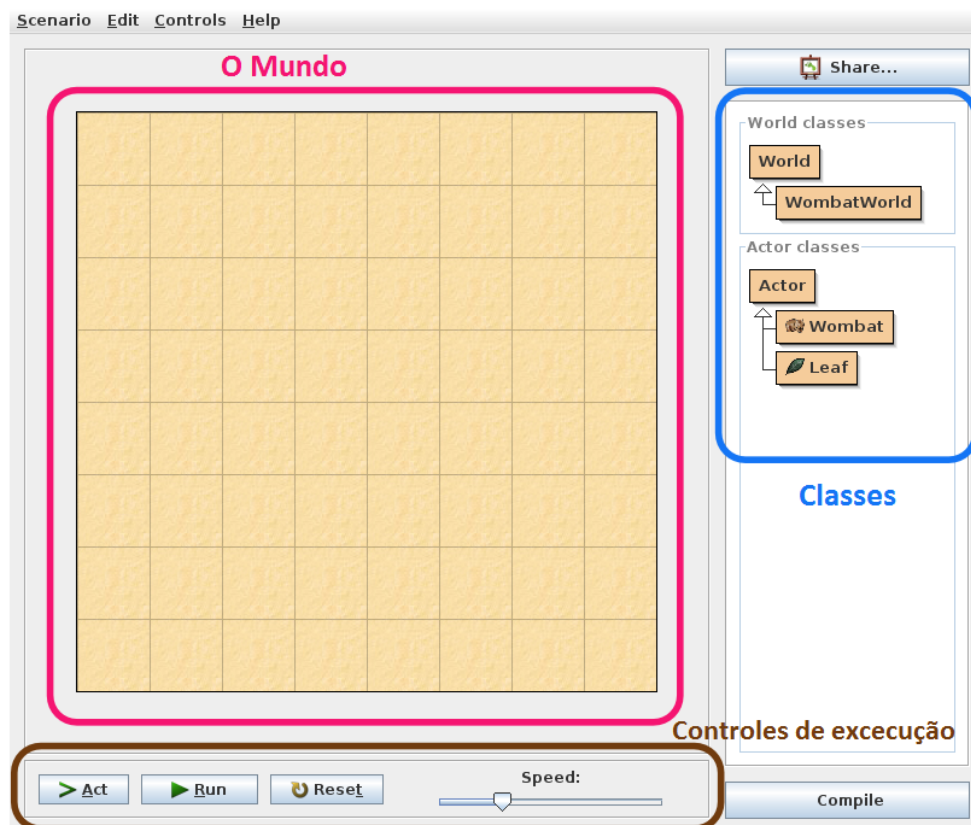 Scenario Edit Controls Help
O Mundo
Share...
World classes
World
WombatWorld
Actor classes
Actor
Wombat
Leaf
Classes
Controles de excecução
Act Run Reset Speed:
Compile